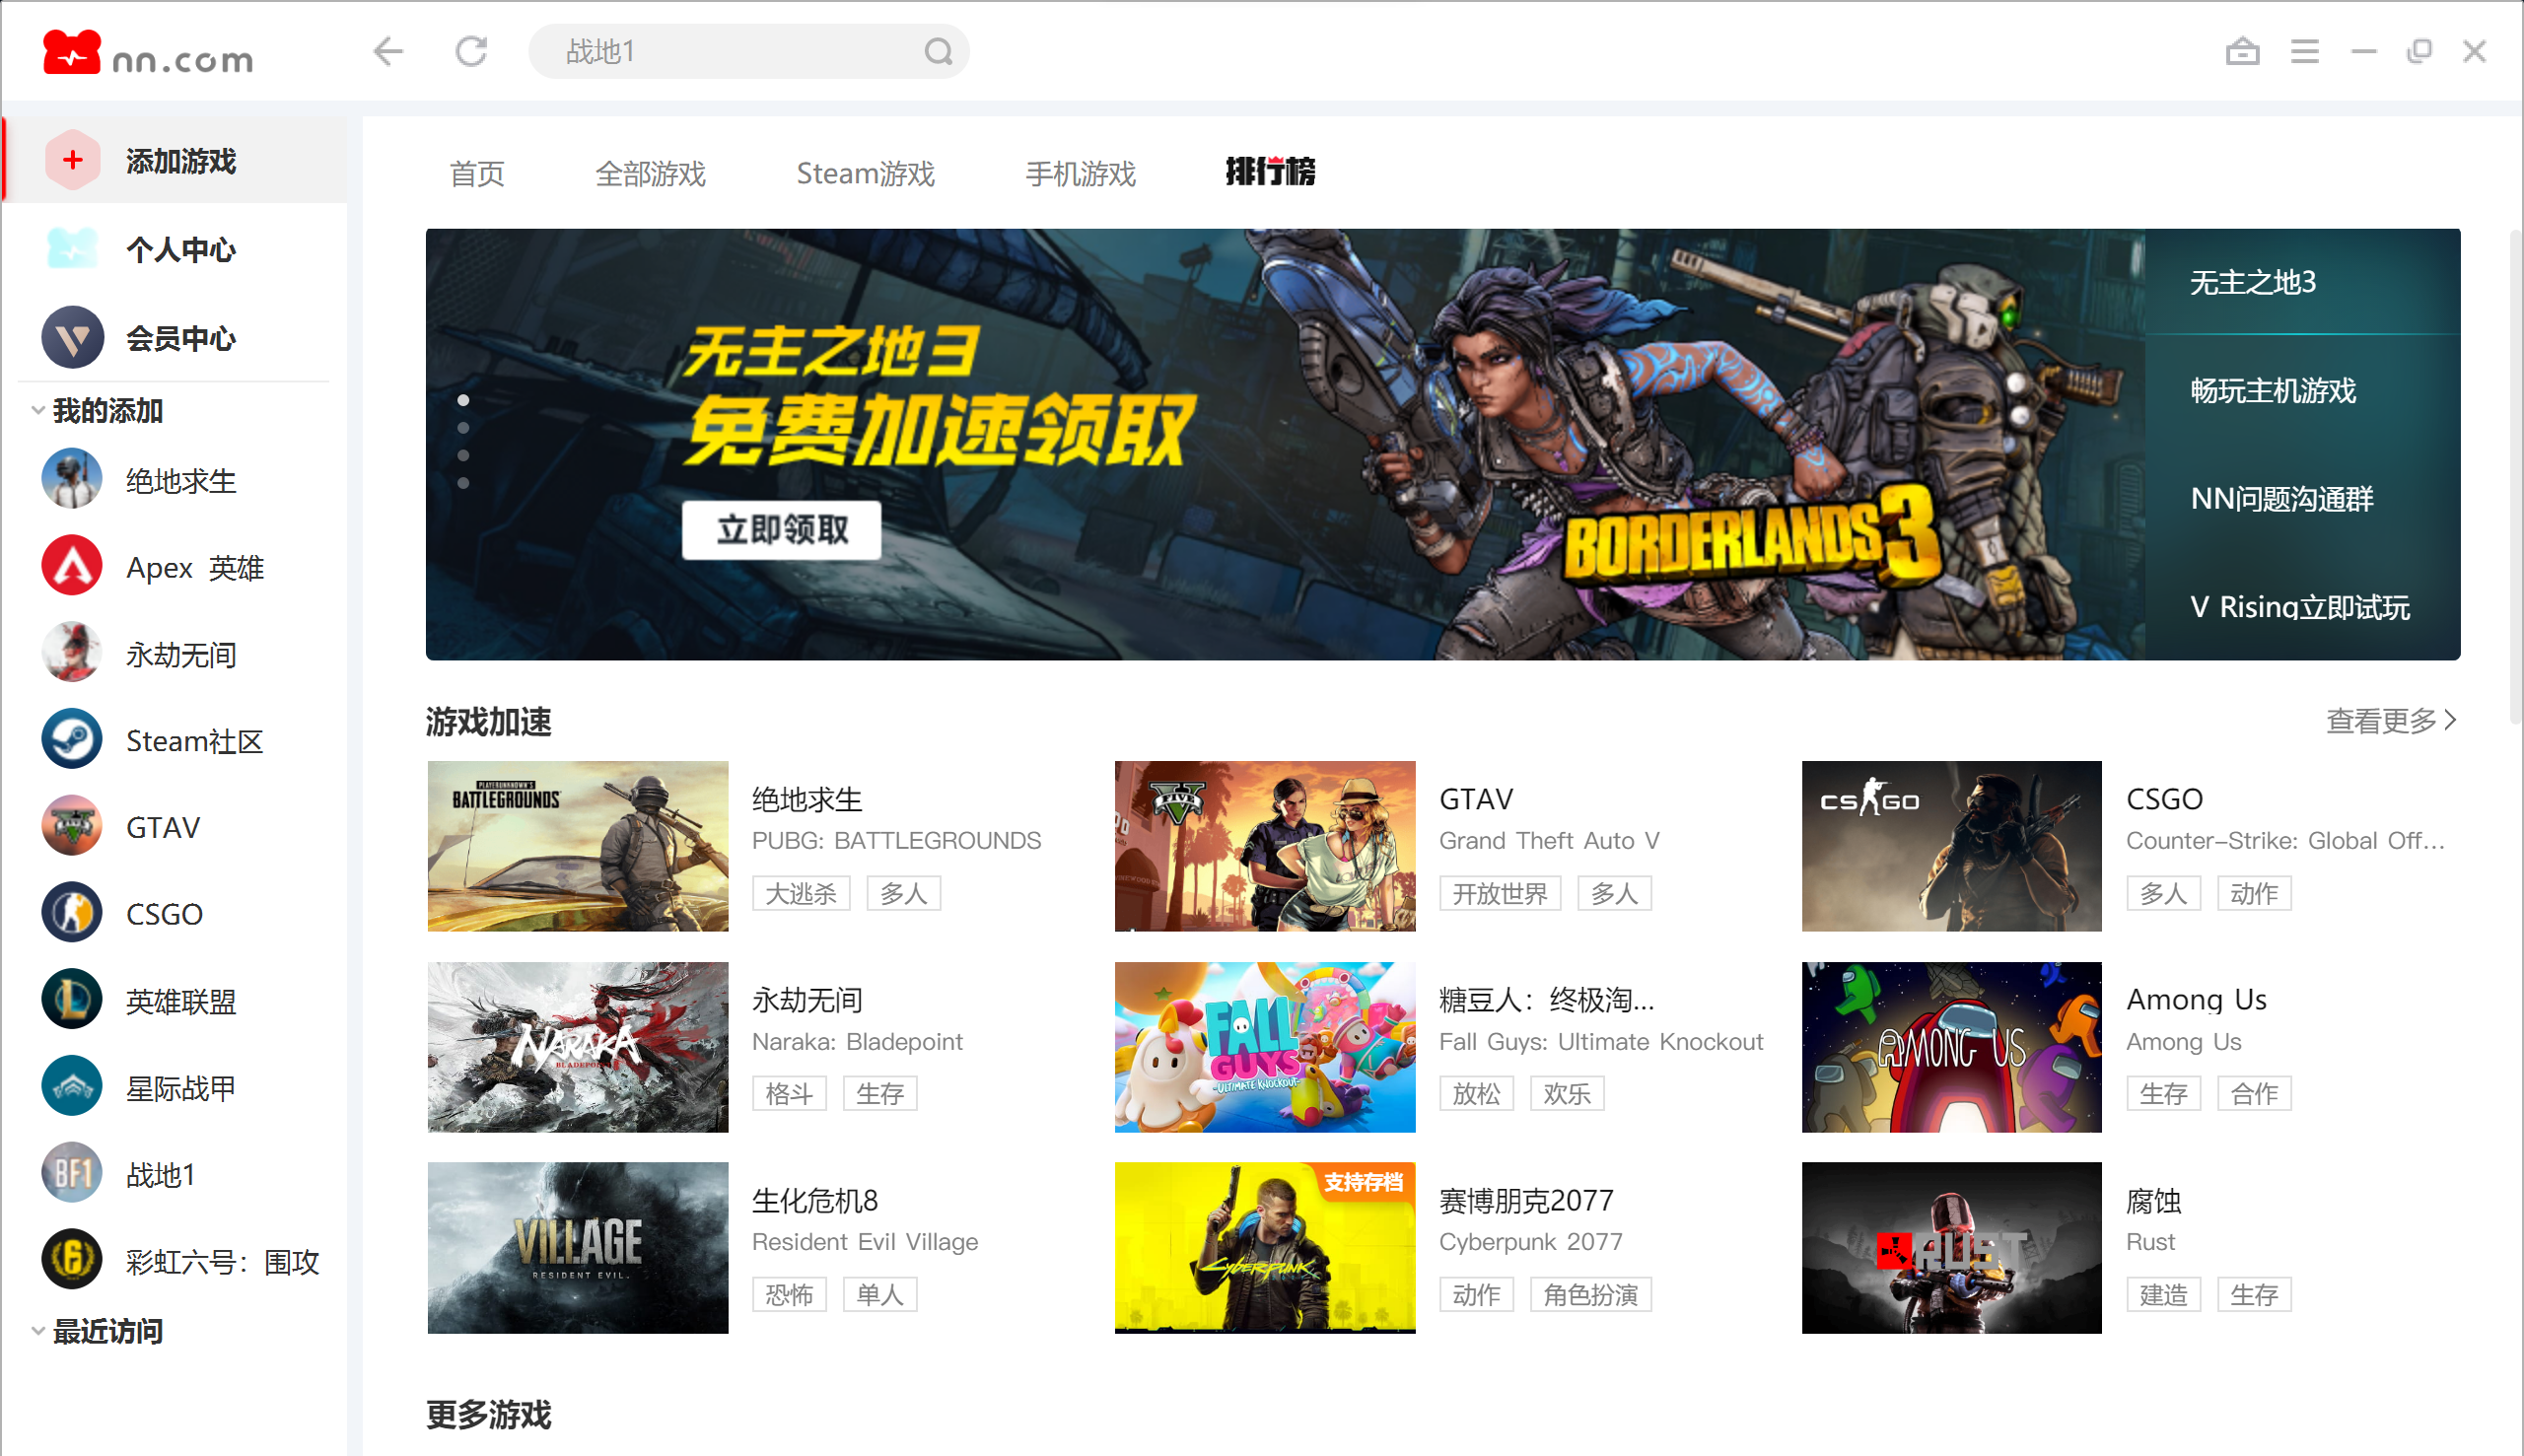 nn.com
战地1
添加游戏
个人中心
会员中心
我的添加
绝地求生
Apex 英雄
永劫无间
Steam社区
GTAV
CSGO
英雄联盟
星际战甲
BF1
战地1
彩虹六号：围攻
最近访问
首页 全部游戏 Steam游戏 手机游戏 排行榜
无主之地3
免费加速领取
立即领取
BORDERLANDS 3
无主之地3
畅玩主机游戏
NN问题沟通群
V Rising立即试玩
游戏加速
查看更多
PLAYERUNKNOWN'S
BATTLEGROUNDS
绝地求生
PUBG: BATTLEGROUNDS
大逃杀 多人
V
FIVE
GTAV
Grand Theft Auto V
开放世界 多人
CS GO
CSGO
Counter-Strike: Global Off...
多人 动作
NARAKA
BLADEPOINT
永劫无间
Naraka: Bladepoint
格斗 生存
FALL
GUYS
ULTIMATE KNOCKOUT
糖豆人：终极淘...
Fall Guys: Ultimate Knockout
放松 欢乐
AMONG US
Among Us
Among Us
生存 合作
VILLAGE
RESIDENT EVIL.
生化危机8
Resident Evil Village
恐怖 单人
支持存档
Cyberpunk
赛博朋克2077
Cyberpunk 2077
动作 角色扮演
RUST
腐蚀
Rust
建造 生存
更多游戏